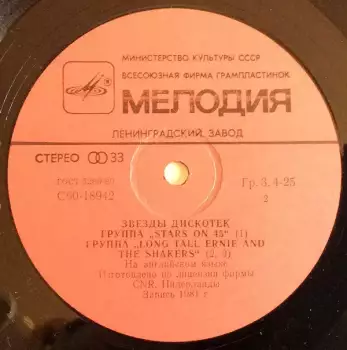 МИНИСТЕРСТВО КУЛЬТУРЫ СССР
ВСЕСОЮЗНАЯ ФИРМА ГРАМПЛАСТИНОК
МЕЛОДИЯ
ЛЕНИНГРАДСКИЙ ЗАВОД
СТЕРЕО 33
ГОСТ
С60-18942
Гр. 3, 4-25
2
ЗВЕЗДЫ ДИСКОТЕК
ГРУППА „STARS ON 45" (1)
ГРУППА „LONG TALL ERNIE AND
THE SHAKERS" (2, 3)
На английском языке
Изготовлено по лицензии фирмы
CNR, Нидерланды
Запись 1981 г